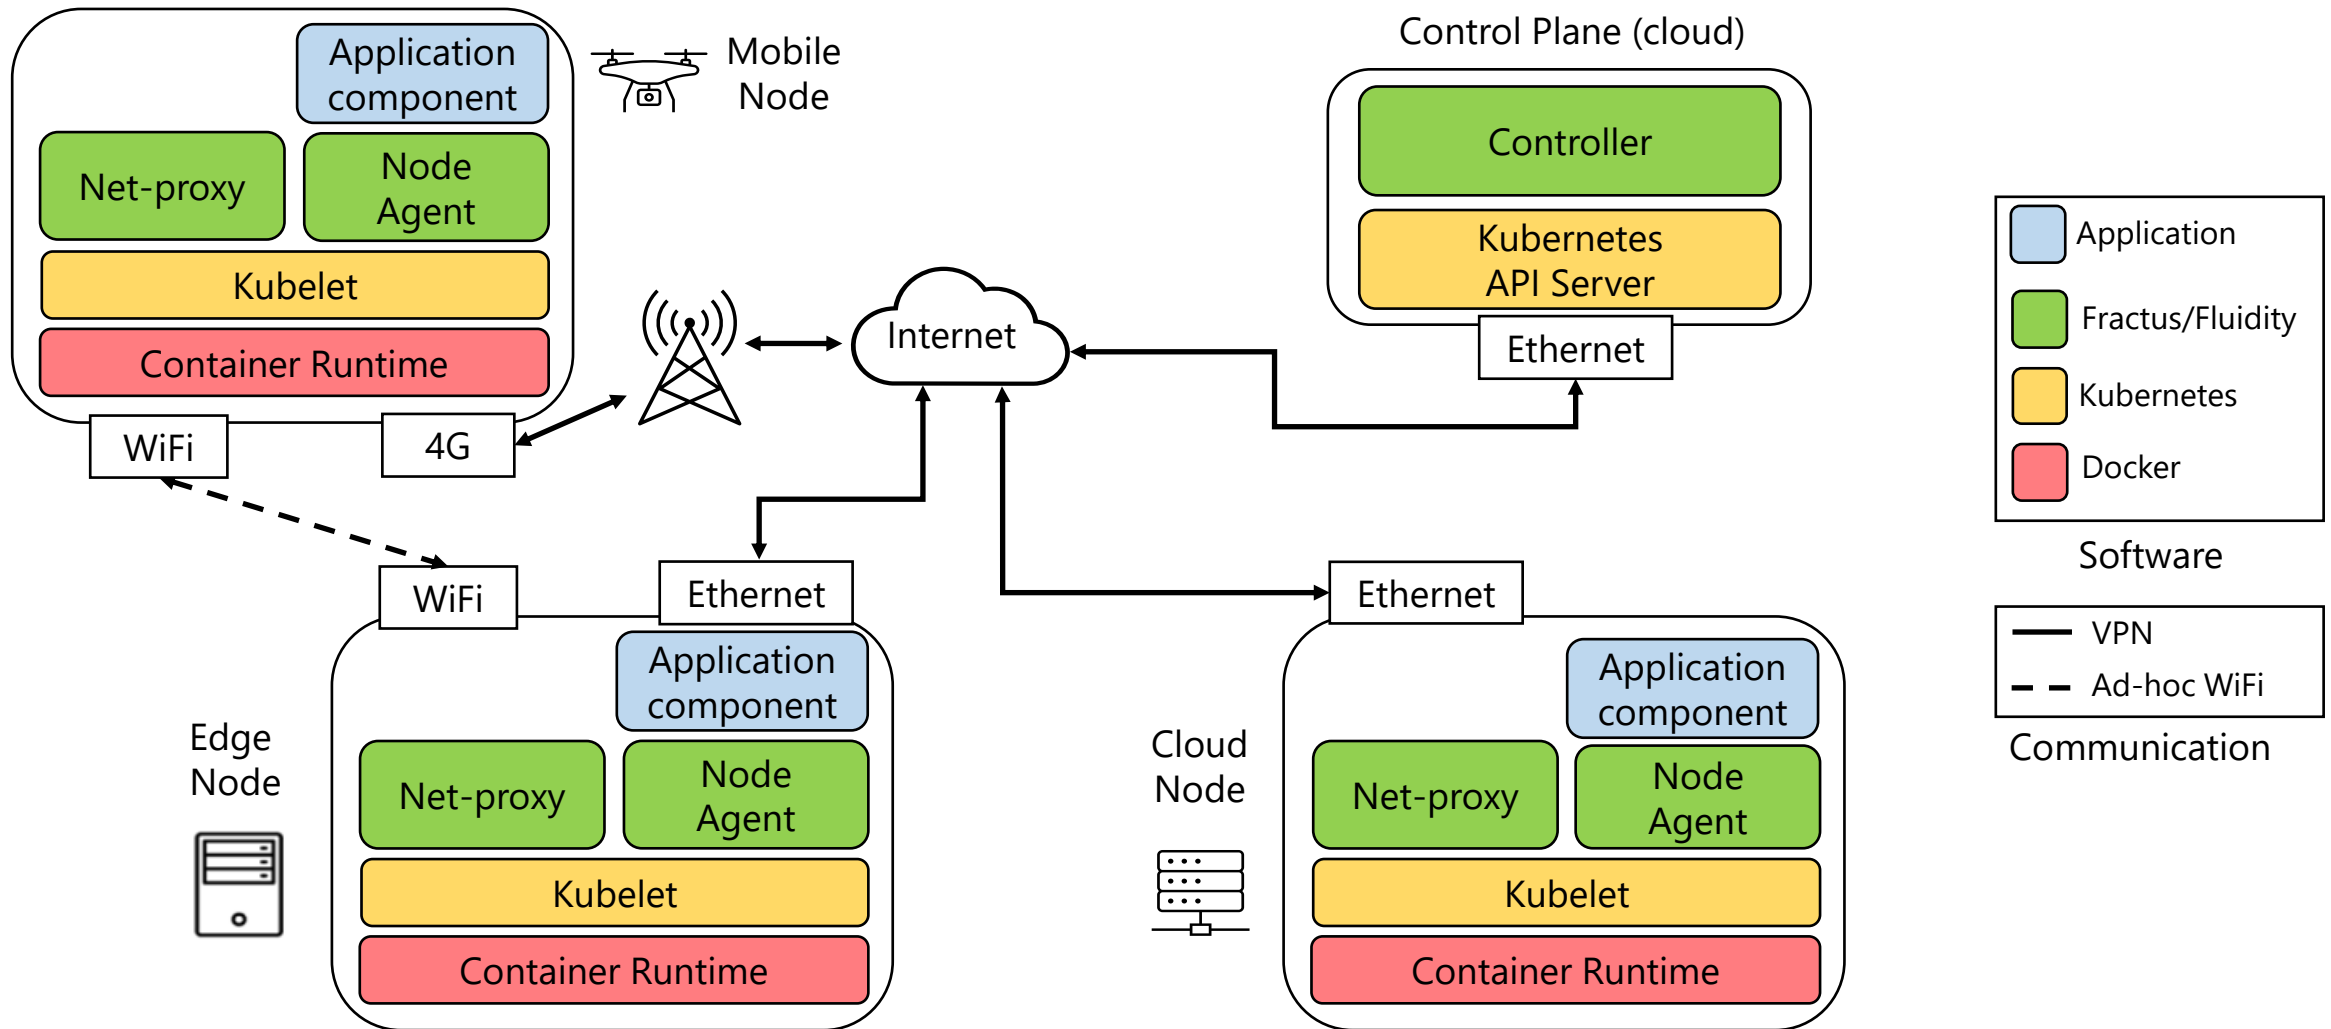 Application
component
Mobile
Node
Net-proxy
Node
Agent
Kubelet
Container Runtime
WiFi
4G
Internet
Control Plane (cloud)
Controller
Kubernetes
API Server
Ethernet
Application
Fractus/Fluidity
Kubernetes
Docker
Software
VPN
Ad-hoc WiFi
Communication
WiFi
Ethernet
Edge
Node
Application
component
Net-proxy
Node
Agent
Kubelet
Container Runtime
Ethernet
Cloud
Node
Application
component
Net-proxy
Node
Agent
Kubelet
Container Runtime